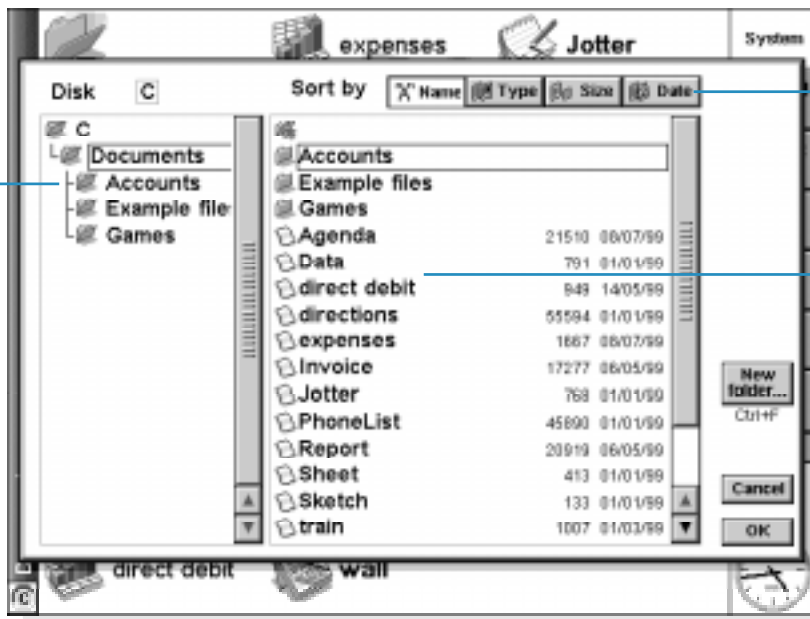 expenses Jotter System
Disk C Sort by Name Type Size Date
C
Documents
Accounts
Example file
Games
Accounts
Example files
Games
Agenda 21510 08/07/99
Data 791 01/01/99
direct debit 949 14/05/99
directions 55594 01/01/99
expenses 1667 08/07/99
Invoice 17277 06/05/99
Jotter 768 01/01/99
PhoneList 45890 01/01/99
Report 20919 06/05/99
Sheet 413 01/01/99
Sketch 133 01/01/99
train 1007 01/03/99
New
folder...
Ctrl+F
Cancel
OK
direct debit wall
C